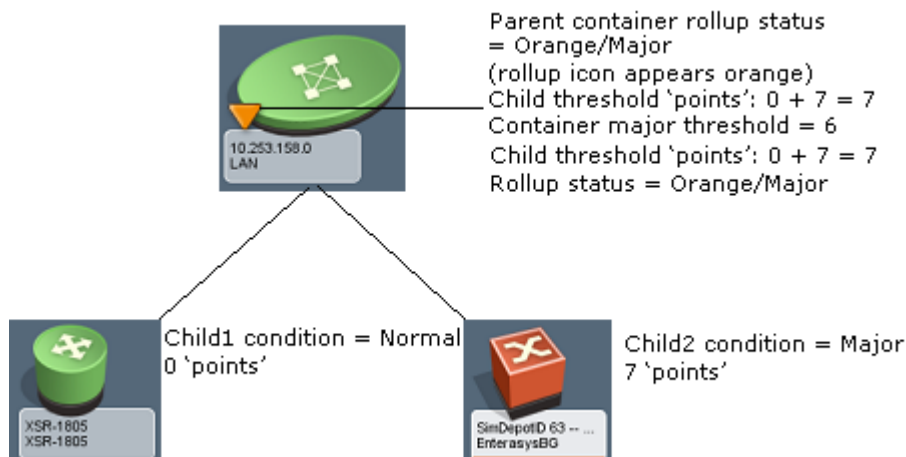 Parent container rollup status
= Orange/Major
(rollup icon appears orange)
Child threshold ‘points’: 0 + 7 = 7
Container major threshold = 6
Child threshold ‘points’: 0 + 7 = 7
Rollup status = Orange/Major
10.253.158.0
LAN
Child1 condition = Normal
0 ‘points’
Child2 condition = Major
7 ‘points’
XSR-1805
XSR-1805
SimDepotID 63 -- ...
EnterasysBG